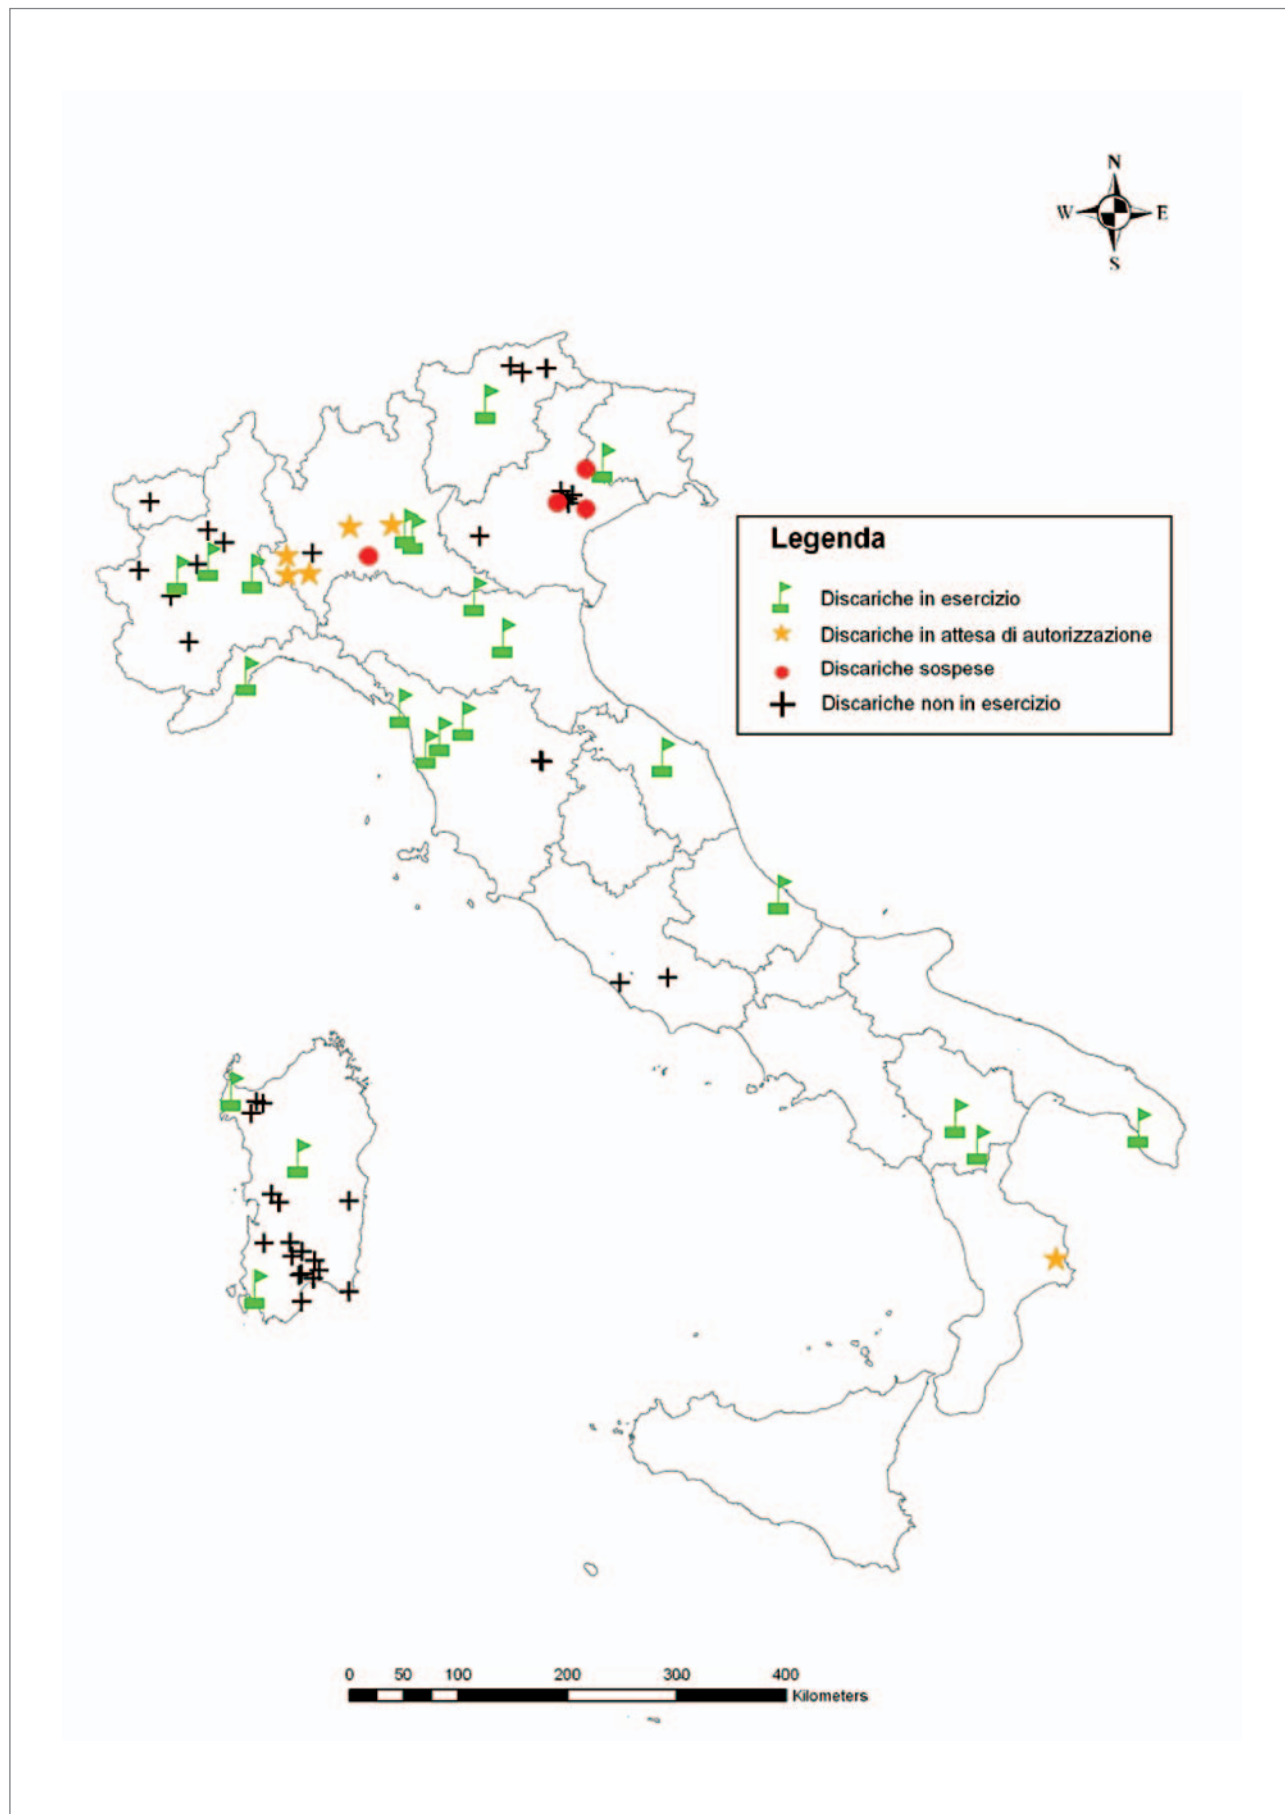 N
W E
S
Legenda
Discariche in esercizio
Discariche in attesa di autorizzazione
Discariche sospese
Discariche non in esercizio
0 50 100 200 300 400
Kilometers